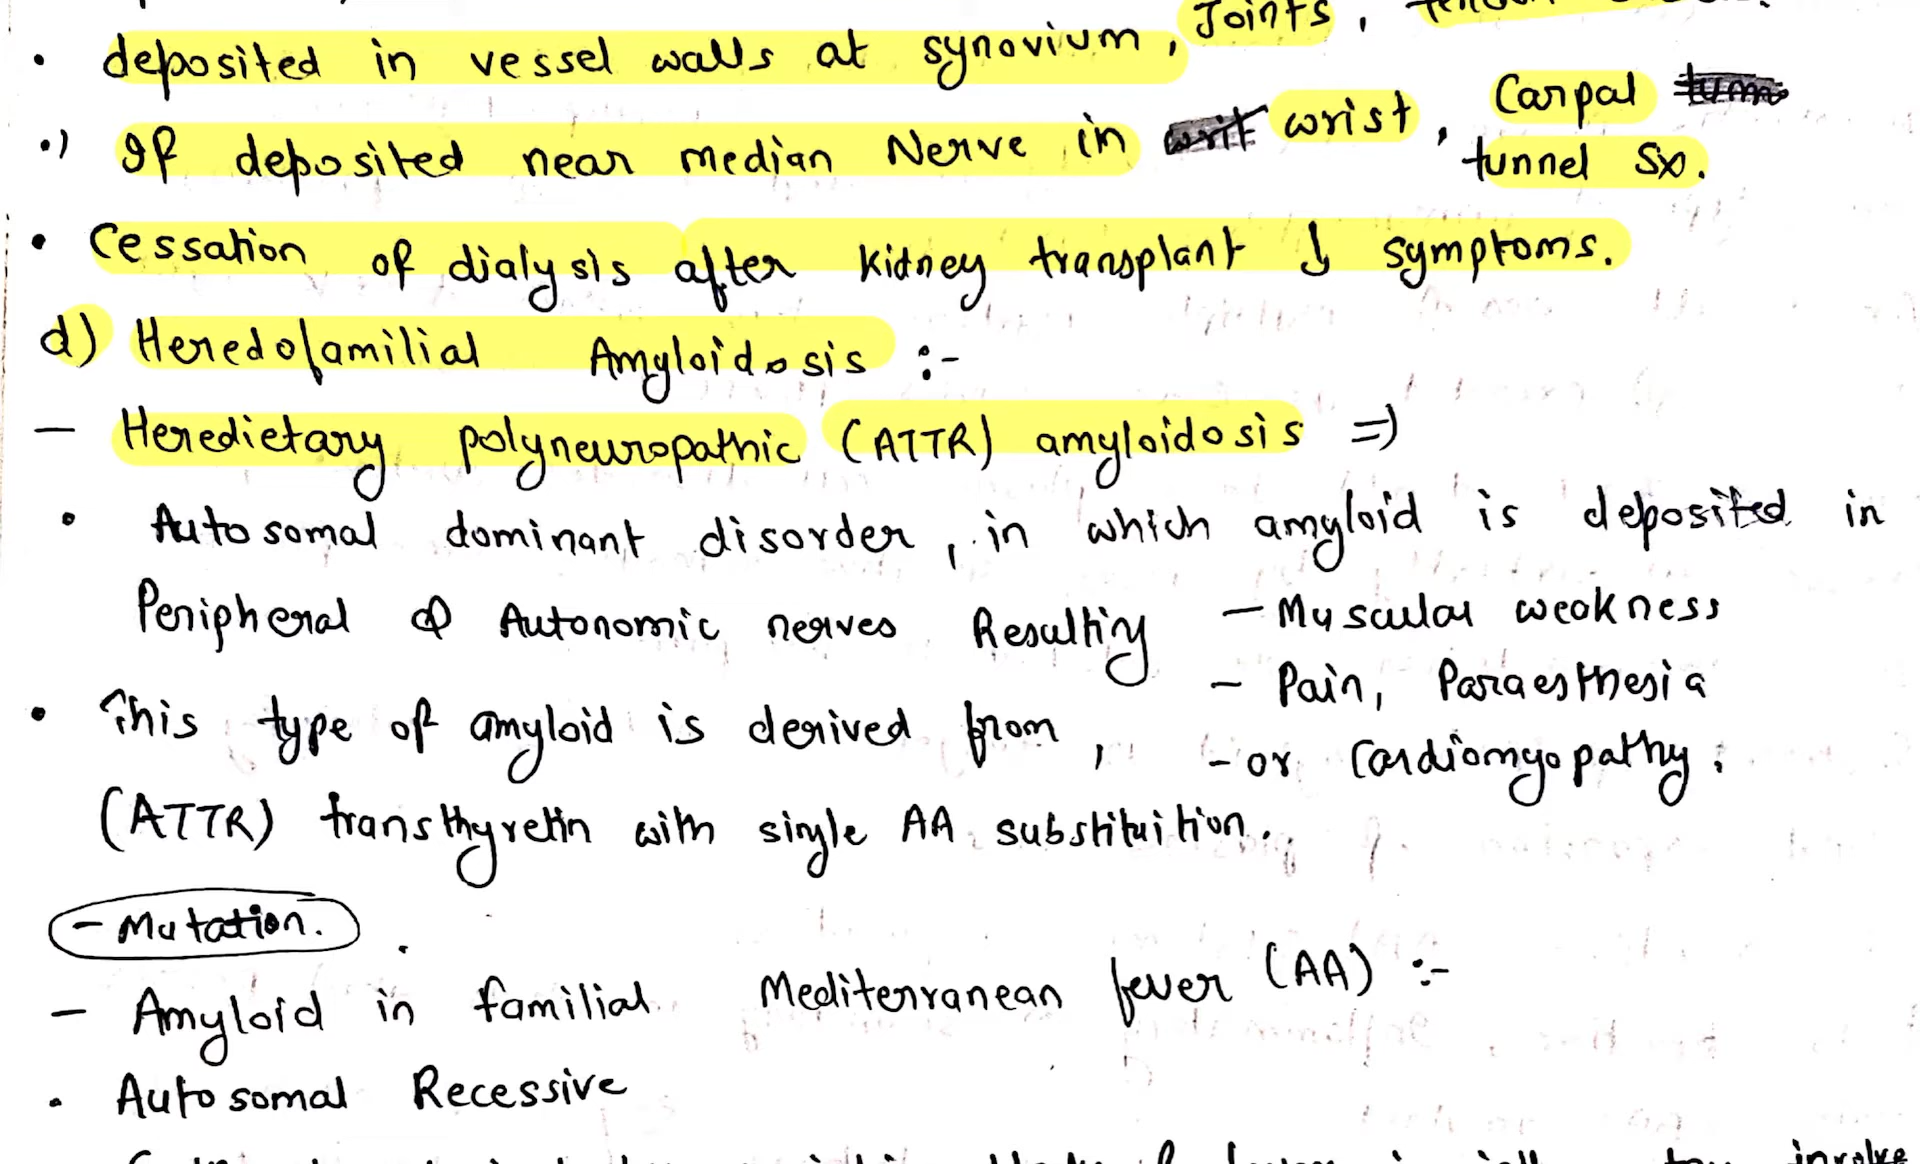 • deposited in vessel walls at synovium, Joints,
•) If deposited near median Nerve in wrist, Carpal
tunnel Sx.
• Cessation of dialysis after kidney transplant ↓ symptoms.
d) Heredofamilial Amyloidosis :-
– Heredietary polyneuropathic (ATTR) amyloidosis =>
• Autosomal dominant disorder, in which amyloid is deposited in
Peripheral & Autonomic nerves Resulting – Muscular weakness
– Pain, Paraesthesia
• This type of amyloid is derived from, – or Cardiomyopathy.
(ATTR) transthyretin with single AA substituition.
– Mutation.
– Amyloid in familial Mediterranean fever (AA) :-
• Autosomal Recessive
involve